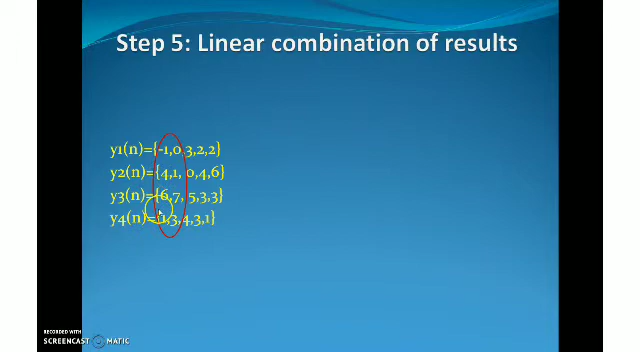 Step 5: Linear combination of results
y1(n)={-1,0,3,2,2}
y2(n)={4,1, 0,4,6}
y3(n)={6,7, 5,3,3}
y4(n)= 1,3,4,3,1}
RECORDED WITH
SCREENCAST MATIC